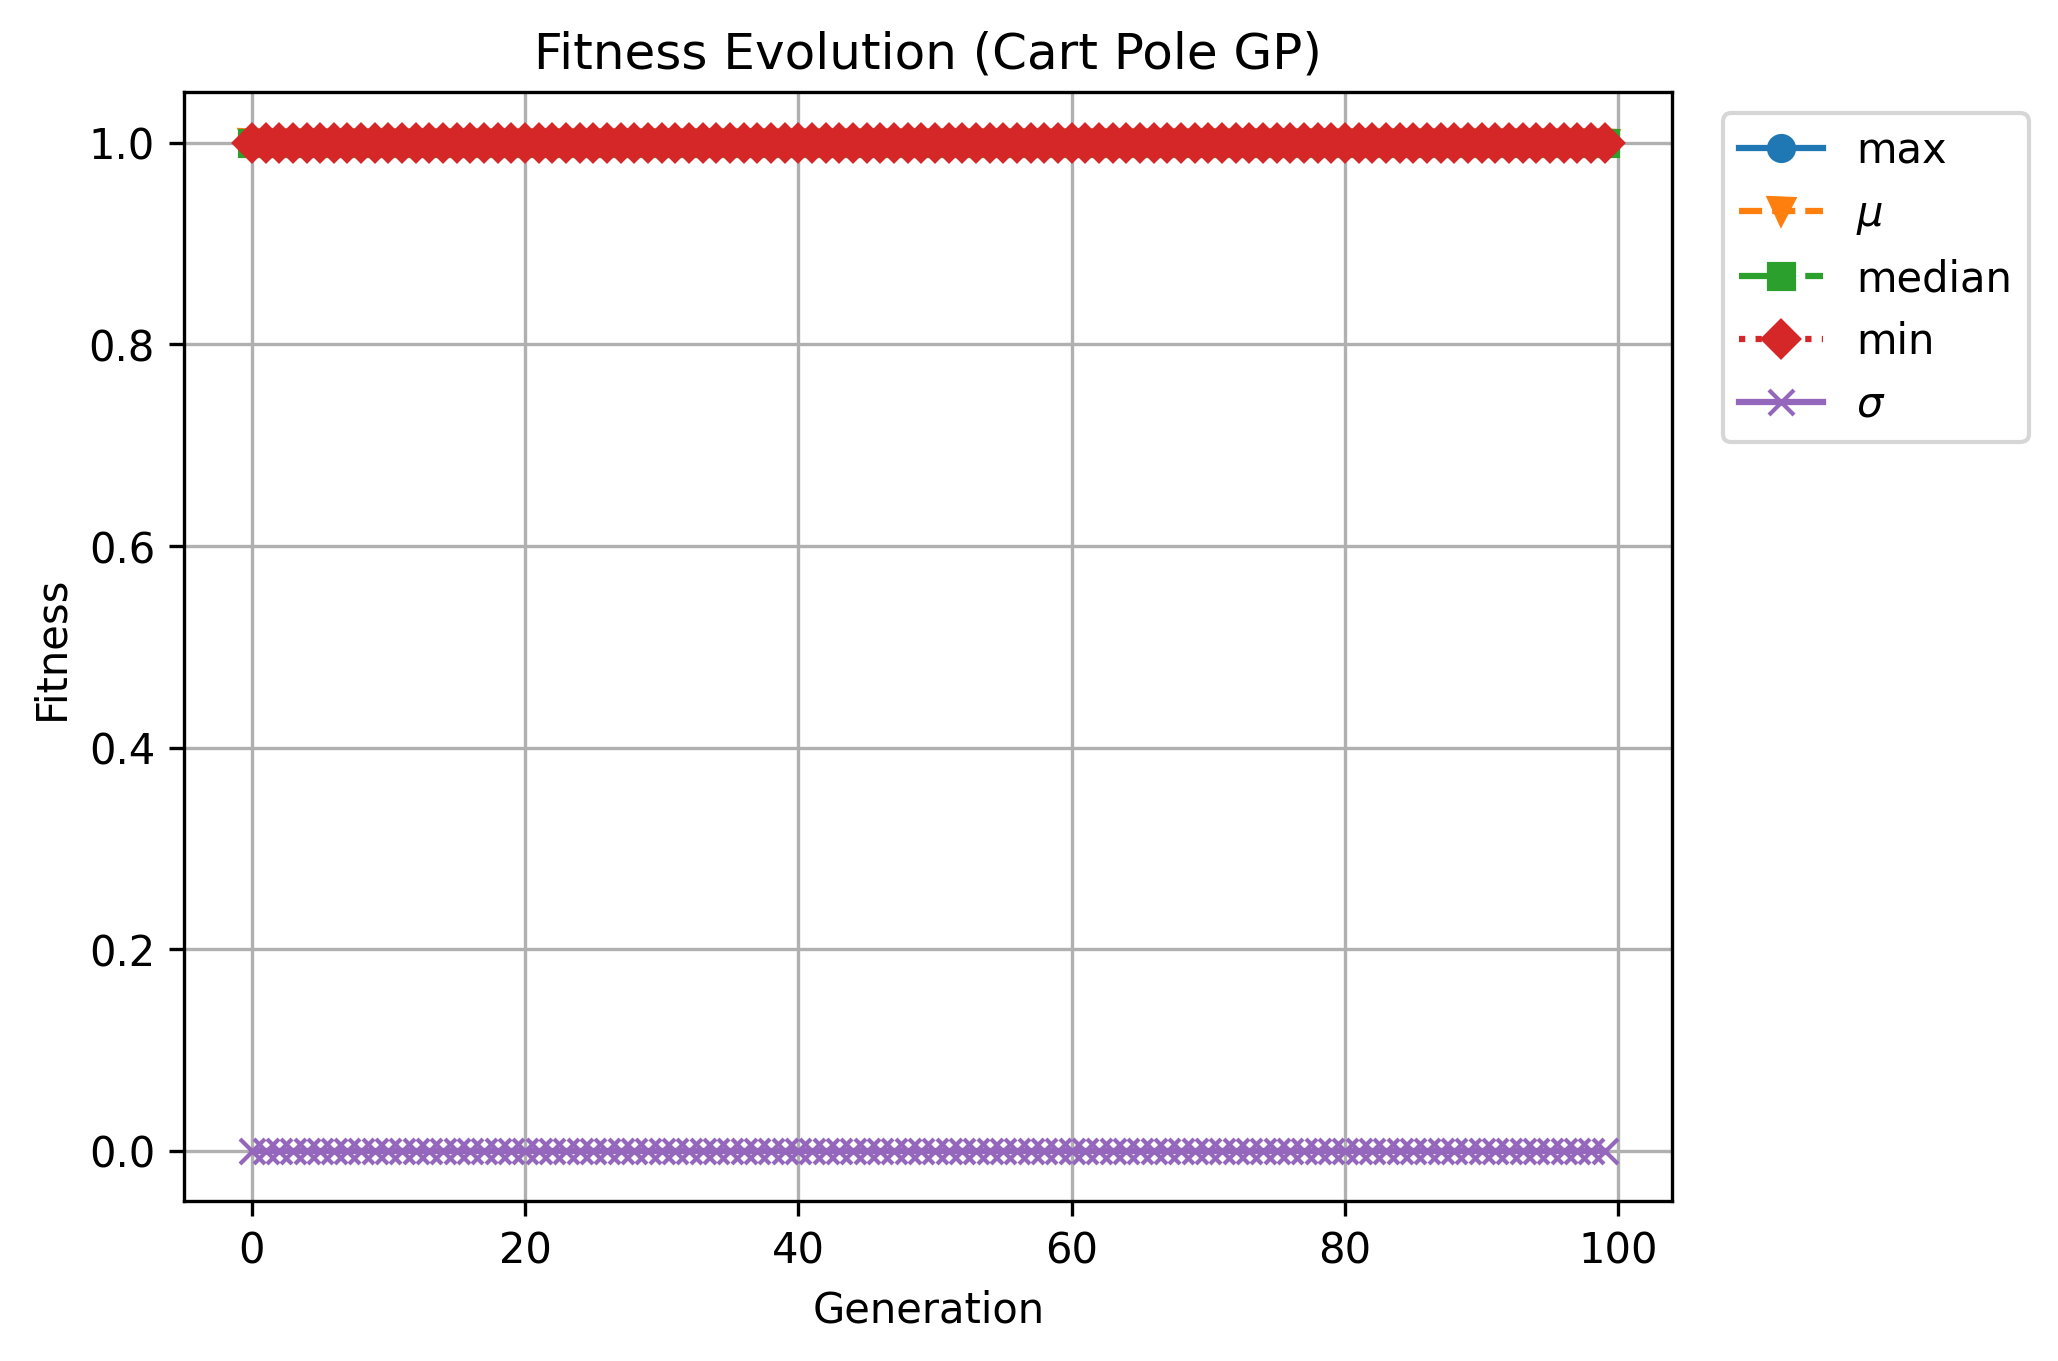 Fitness Evolution (Cart Pole GP)
1.0
0.8
0.6
0.4
0.2
0.0
Fitness
0 20 40 60 80 100
Generation
max
μ
median
min
σ